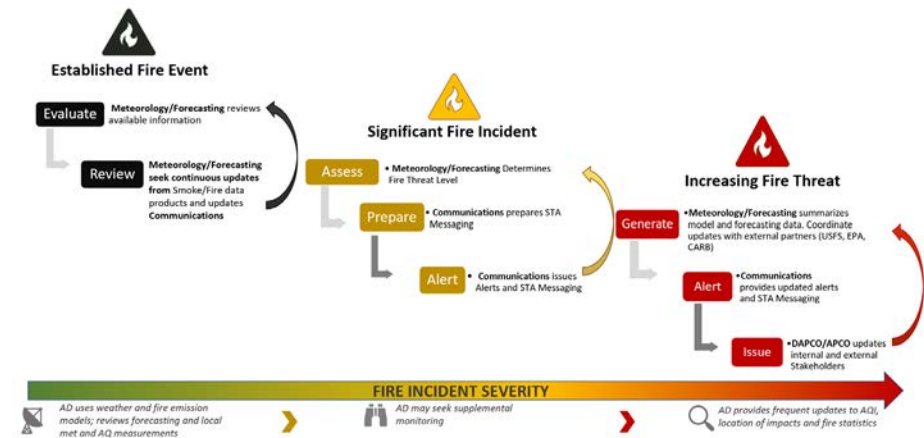 Established Fire Event
Evaluate
Meteorology/Forecasting reviews
available information
Review
Meteorology/Forecasting
seek continuous updates
from Smoke/Fire data
products and updates
Communications
Significant Fire Incident
Assess
• Meteorology/Forecasting Determines
Fire Threat Level
Prepare
• Communications prepares STA
Messaging
Alert
• Communications issues
Alerts and STA Messaging
Increasing Fire Threat
Generate
•Meteorology/Forecasting summarizes
model and forecasting data. Coordinate
updates with external partners (USFS, EPA,
CARB)
Alert
•Communications
provides updated alerts
and STA Messaging
Issue
•DAPCO/APCO updates
internal and external
Stakeholders
FIRE INCIDENT SEVERITY
AD uses weather and fire emission
models; reviews forecasting and local
met and AQ measurements
AD may seek supplemental
monitoring
AD provides frequent updates to AQI,
location of impacts and fire statistics